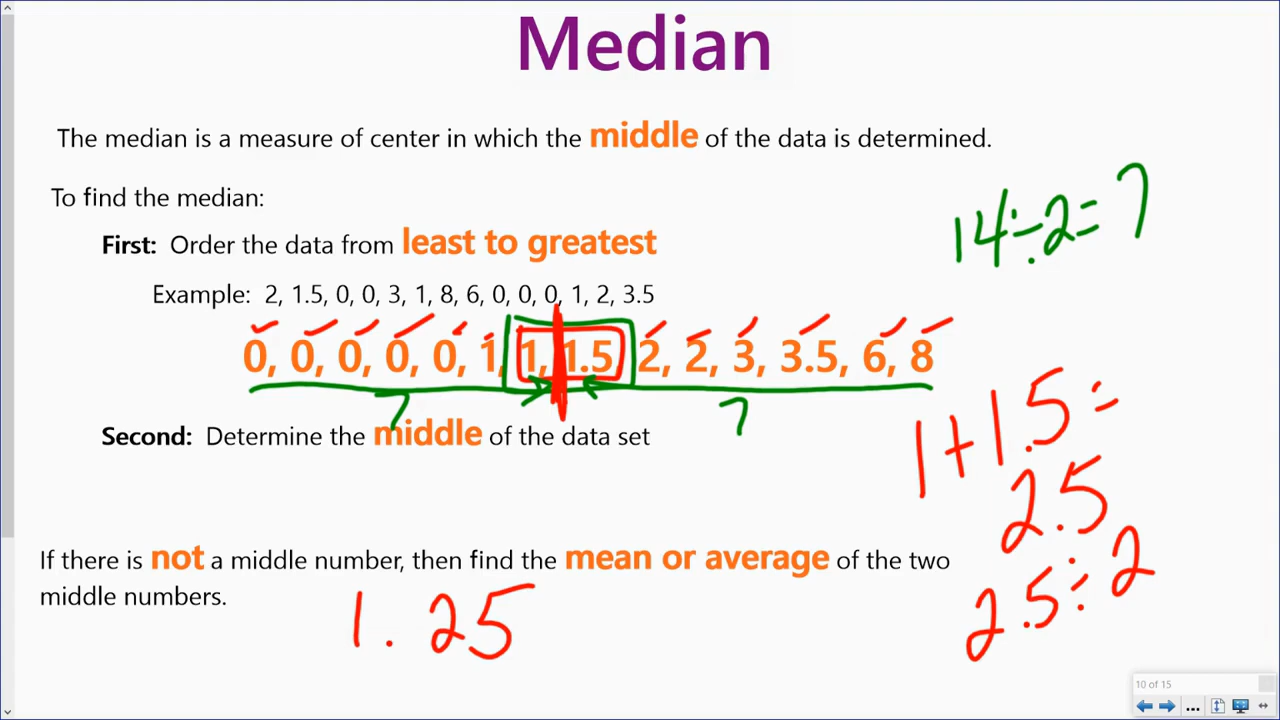 Median
The median is a measure of center in which the middle of the data is determined.
14÷2=7
To find the median:
First: Order the data from least to greatest
Example: 2, 1.5, 0, 0, 3, 1, 8, 6, 0, 0, 0, 1, 2, 3.5
0, 0, 0, 0, 0, 1, 1, 1.5, 2, 2, 3, 3.5, 6, 8
7 7
1+1.5=
Second: Determine the middle of the data set
2.5
2.5÷2
If there is not a middle number, then find the mean or average of the two
middle numbers.
1.25
10 of 15
...